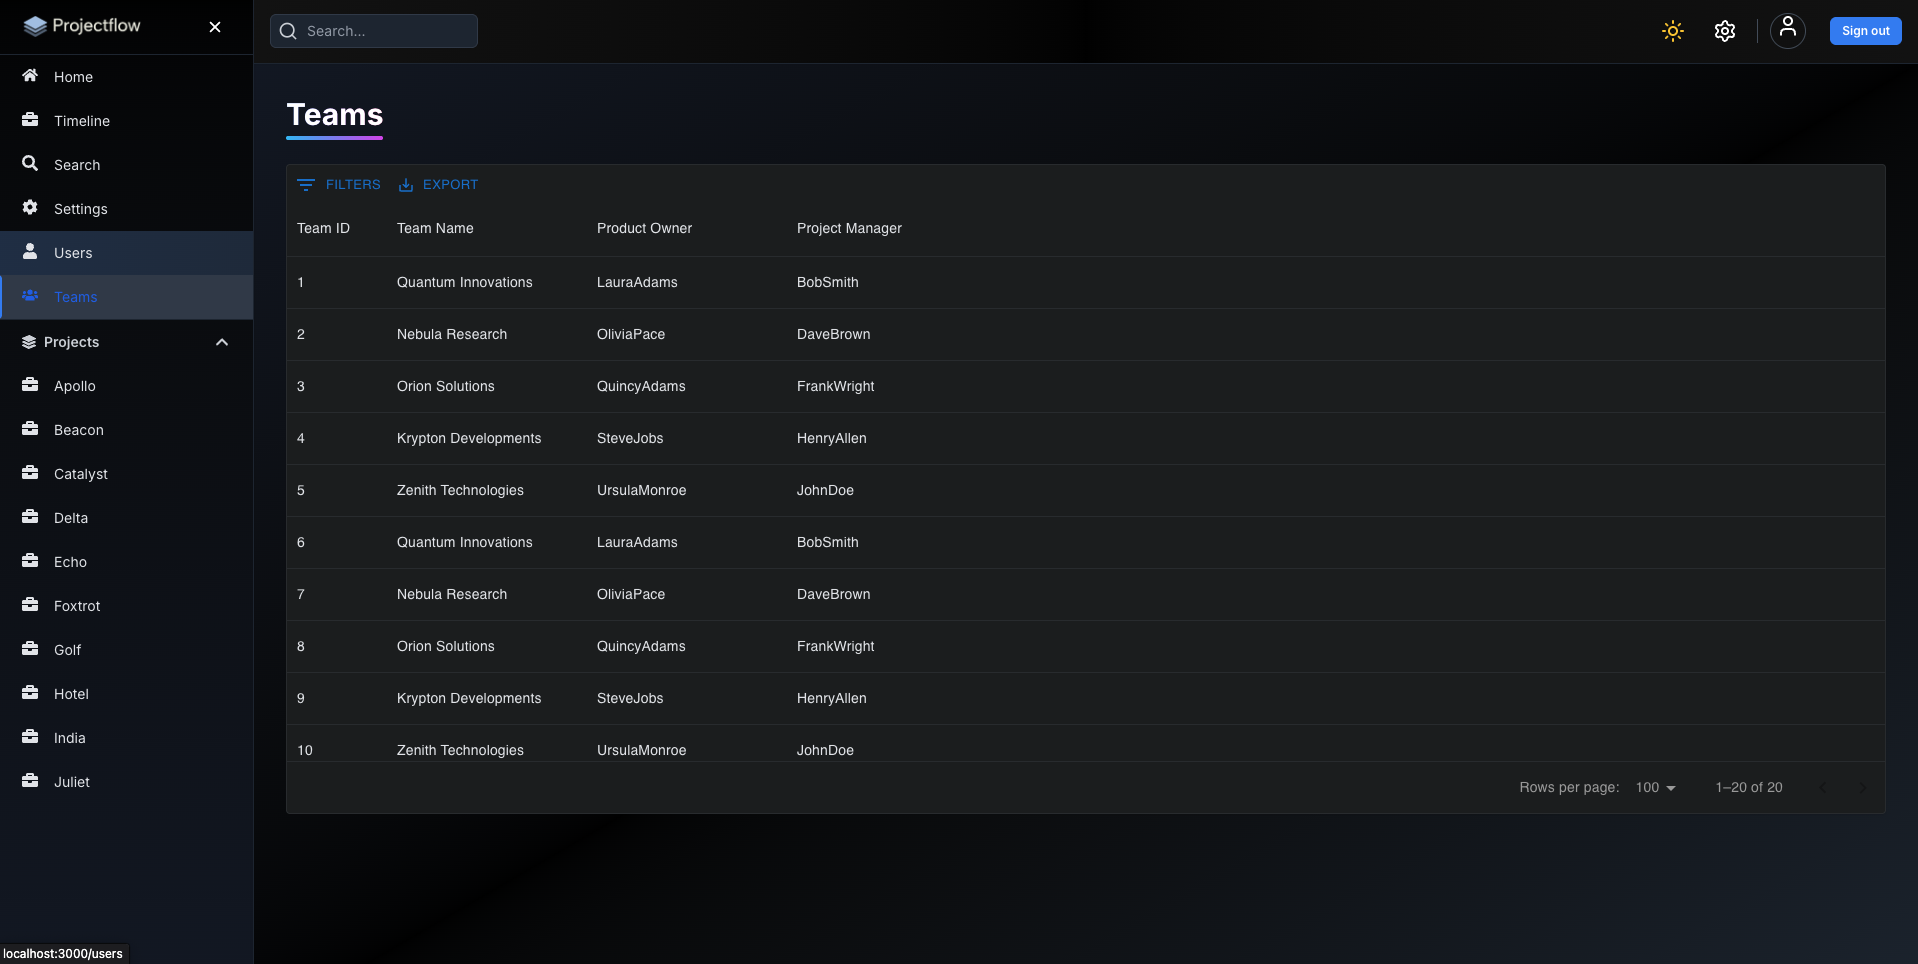 Projectflow
Search...
Sign out
Home
Timeline
Search
Settings
Users
Teams
Projects
Apollo
Beacon
Catalyst
Delta
Echo
Foxtrot
Golf
Hotel
India
Juliet
Teams
FILTERS EXPORT
Team ID Team Name Product Owner Project Manager
1 Quantum Innovations LauraAdams BobSmith
2 Nebula Research OliviaPace DaveBrown
3 Orion Solutions QuincyAdams FrankWright
4 Krypton Developments SteveJobs HenryAllen
5 Zenith Technologies UrsulaMonroe JohnDoe
6 Quantum Innovations LauraAdams BobSmith
7 Nebula Research OliviaPace DaveBrown
8 Orion Solutions QuincyAdams FrankWright
9 Krypton Developments SteveJobs HenryAllen
10 Zenith Technologies UrsulaMonroe JohnDoe
Rows per page: 100 1–20 of 20
localhost:3000/users